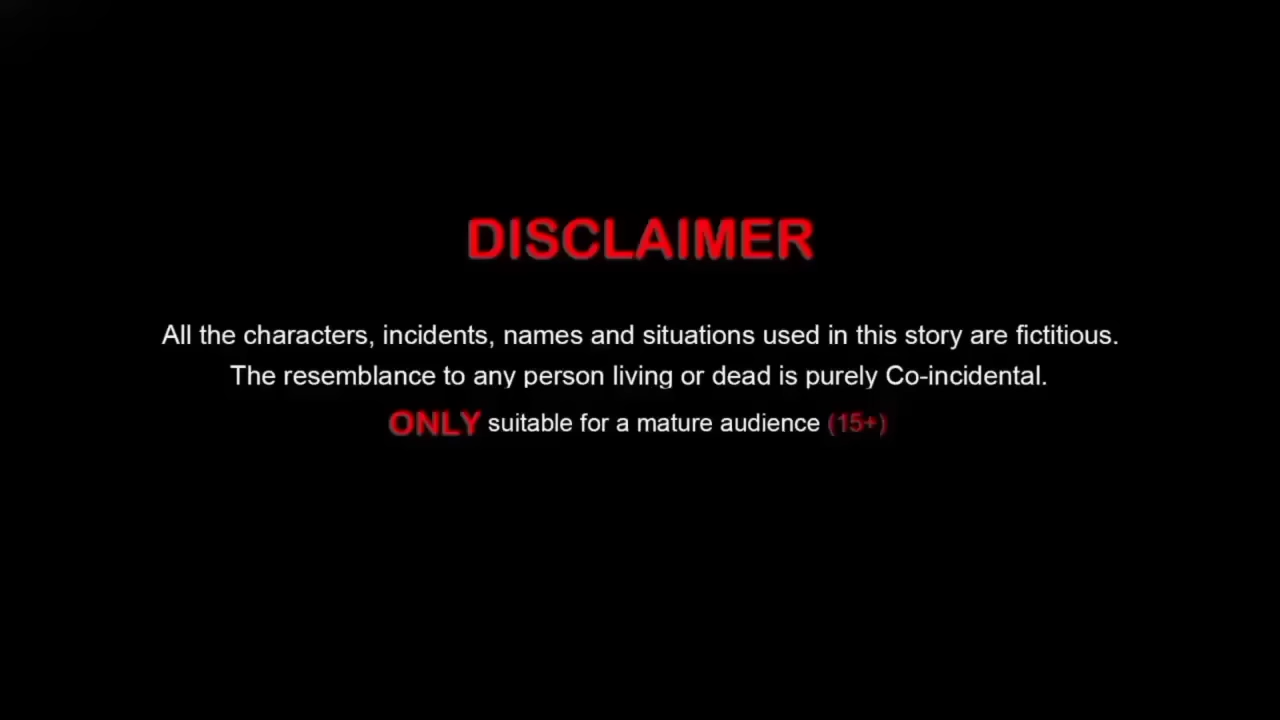 DISCLAIMER
All the characters, incidents, names and situations used in this story are fictitious.
The resemblance to any person living or dead is purely Co-incidental.
ONLY suitable for a mature audience (15+)